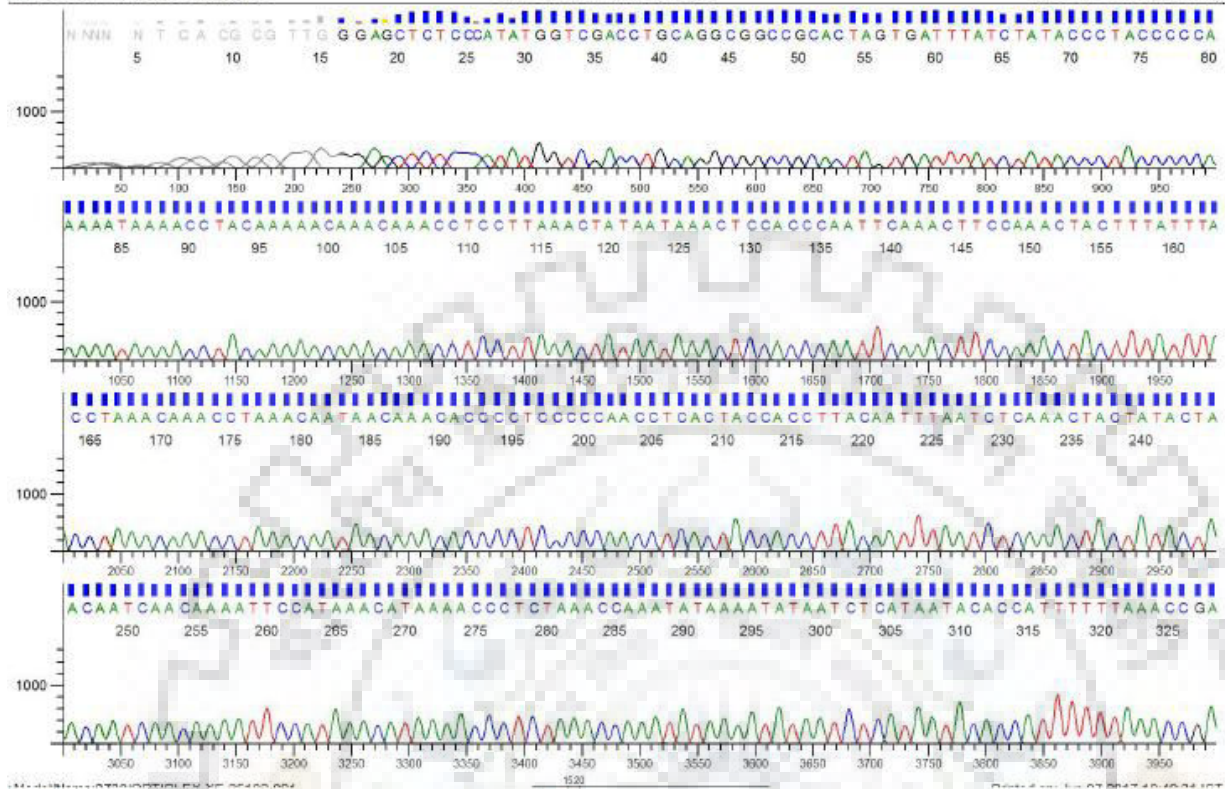 N NNN N T C A CG CG TTG GGAGCTCTCCCATATGGTCGACCTGCAGGCGGCCGCACTAGTGATTTATCTATACCCTACCCCCA
5 10 15 20 25 30 35 40 45 50 55 60 65 70 75 80
1000
50 100 150 200 250 300 350 400 450 500 550 600 650 700 750 800 850 900 950
AAAATAAAACCTACAAAAACAAACAAACCTCCTTAAACTATAATAAACTCCACCCAATTCAAACTTCCAAACTACTTTATTTA
85 90 95 100 105 110 115 120 125 130 135 140 145 150 155 160
1000
1050 1100 1150 1200 1250 1300 1350 1400 1450 1500 1550 1600 1650 1700 1750 1800 1850 1900 1950
CCTAAACAAACCTAAACAATAACAAACACCCCTCCCCCAACCTCACTACCACCTTACAATTTAATCTCAAACTACTATACTA
165 170 175 180 185 190 195 200 205 210 215 220 225 230 235 240
1000
2050 2100 2150 2200 2250 2300 2350 2400 2450 2500 2550 2600 2650 2700 2750 2800 2850 2900 2950
ACAATCAACAAAATTCCATAAACATAAAACCCTCTAAACCAAATATAAAATATAATCTCATAATACACCATTTTTTAAACCGA
250 255 260 265 270 275 280 285 290 295 300 305 310 315 320 325
1000
3050 3100 3150 3200 3250 3300 3350 3400 3450 3500 3550 3600 3650 3700 3750 3800 3850 3900 3950
1520